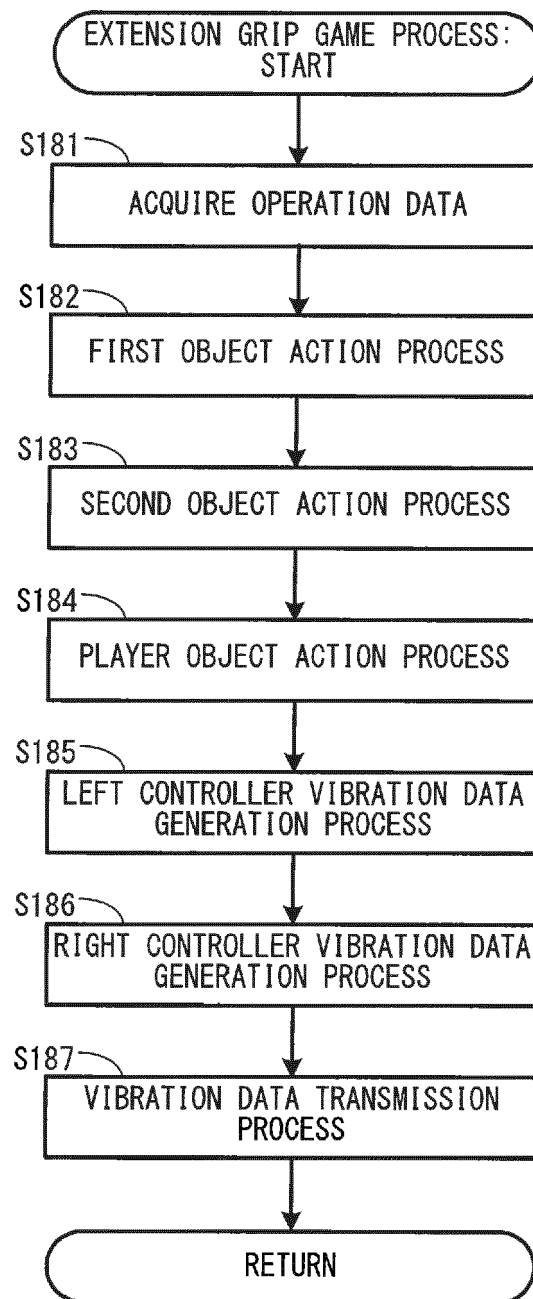 EXTENSION GRIP GAME PROCESS:
START
S181
ACQUIRE OPERATION DATA
S182
FIRST OBJECT ACTION PROCESS
S183
SECOND OBJECT ACTION PROCESS
S184
PLAYER OBJECT ACTION PROCESS
S185
LEFT CONTROLLER VIBRATION DATA
GENERATION PROCESS
S186
RIGHT CONTROLLER VIBRATION DATA
GENERATION PROCESS
S187
VIBRATION DATA TRANSMISSION
PROCESS
RETURN